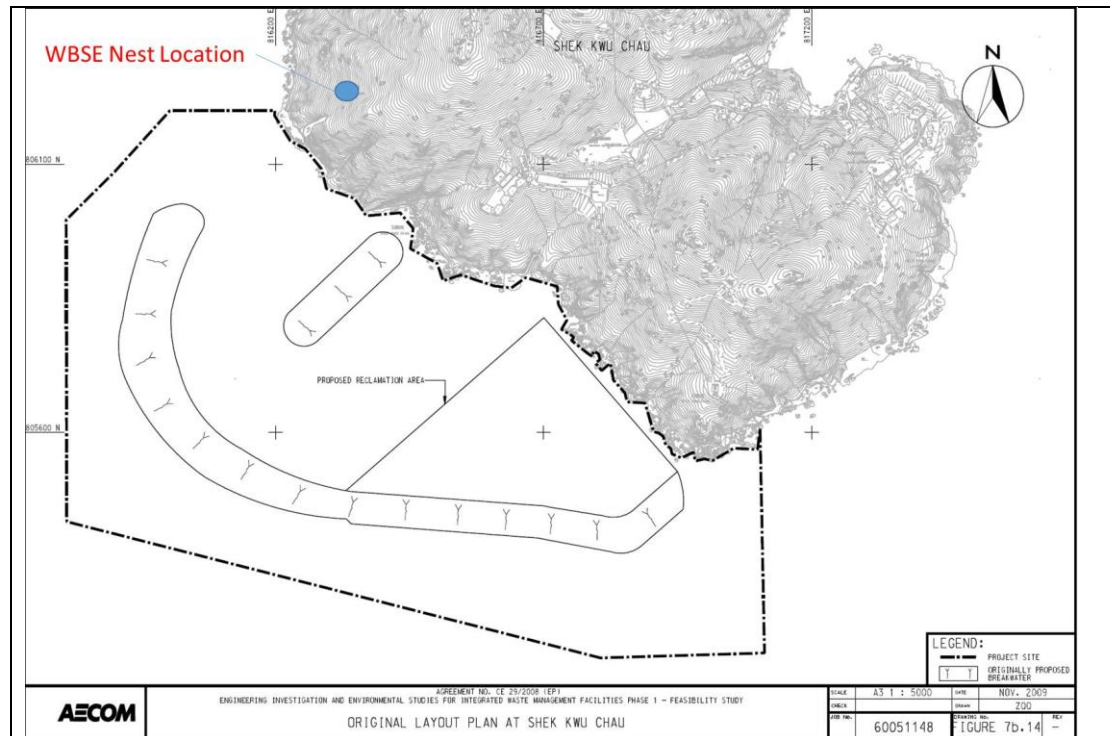 816200 E
816700 E
817200 E
SHEK KWU CHAU
WBSE Nest Location
N
806100 N
PROPOSED RECLAMATION AREA
805600 N
LEGEND:
PROJECT SITE
ORIGINALLY PROPOSED
BREAKWATER
AECOM
AGREEMENT NO. CE 29/2008 (EP)
ENGINEERING INVESTIGATION AND ENVIRONMENTAL STUDIES FOR INTEGRATED WASTE MANAGEMENT FACILITIES PHASE 1 - FEASIBILITY STUDY
ORIGINAL LAYOUT PLAN AT SHEK KWU CHAU
SCALE A3 1 : 5000 DATE NOV. 2009
CHECK DRAWN ZOO
JOB No. 60051148 DRAWING No. FIGURE 7b.14 REV -